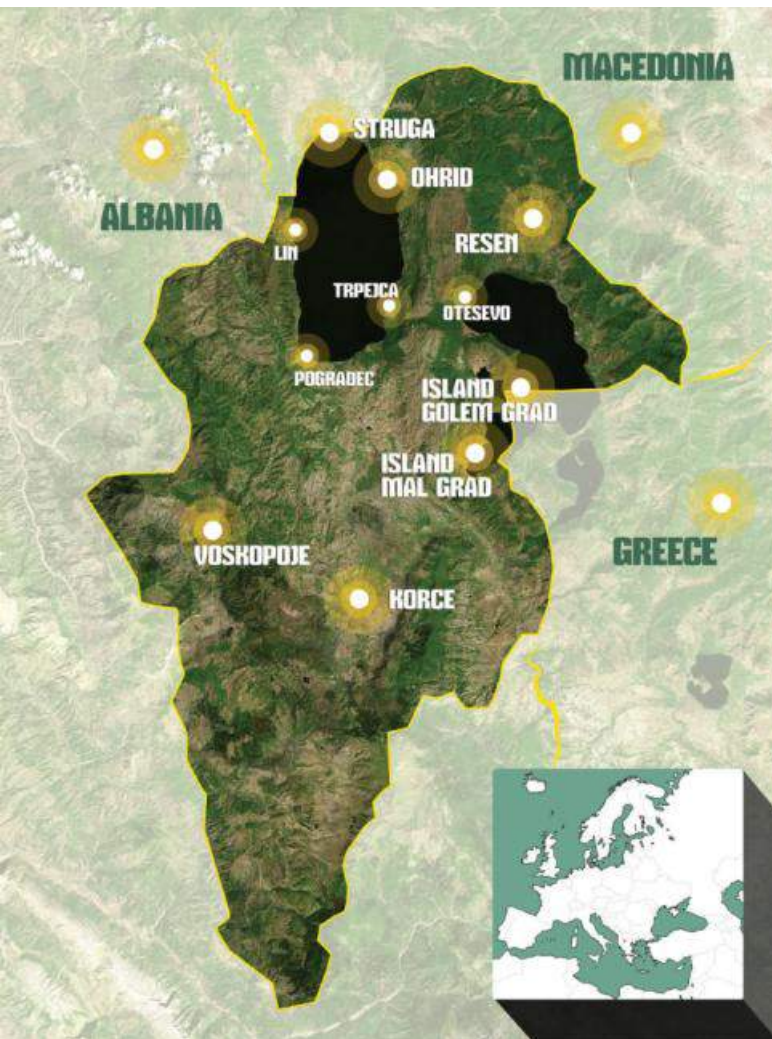 MACEDONIA
STRUGA
OHRID
ALBANIA
RESEN
LIN
TRPEJCA
OTESEVO
POGRADEC
ISLAND
GOLEM GRAD
ISLAND
MAL GRAD
VOSKOPOJE
GREECE
KORCE